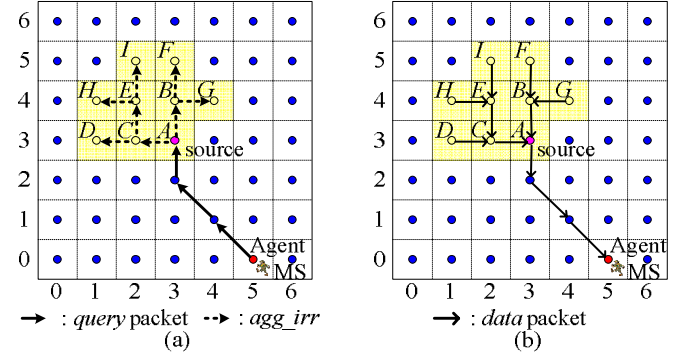 6 6
I F I F
5 5
H E B G H E B G
4 4
D C A D C A
3 3
source source
2 2
1 1
Agent Agent
0 MS 0 MS
0 1 2 3 4 5 6 0 1 2 3 4 5 6
: query packet : agg_irr : data packet
(a) (b)